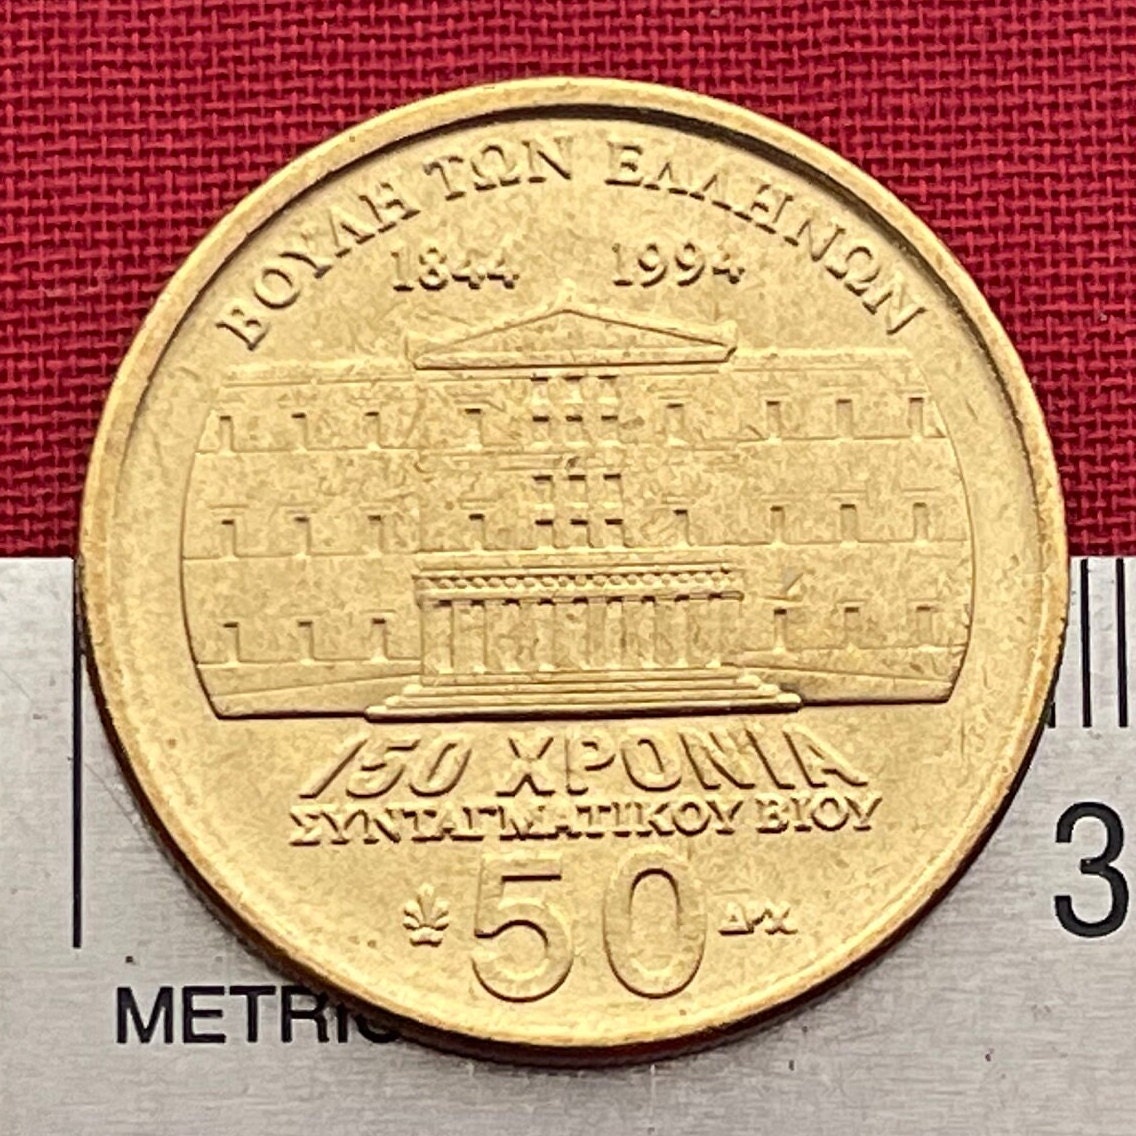 ΒΟΥΛΗ ΤΩΝ ΕΛΛΗΝΩΝ
1844 1994
150 ΧΡΟΝΙΑ
ΣΥΝΤΑΓΜΑΤΙΚΟΥ ΒΙΟΥ
50 ΔΡΧ
3
METRIC